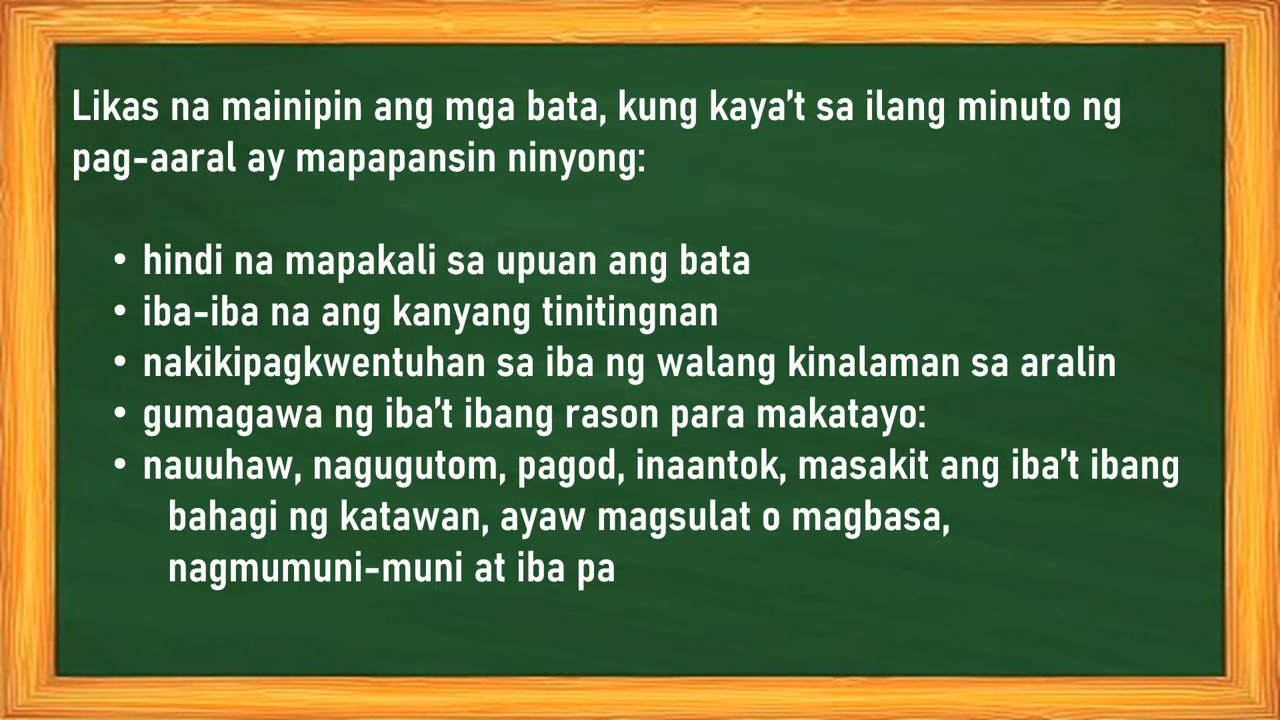 Likas na mainipin ang mga bata, kung kaya’t sa ilang minuto ng
pag-aaral ay mapapansin ninyong:
• hindi na mapakali sa upuan ang bata
• iba-iba na ang kanyang tinitingnan
• nakikipagkwentuhan sa iba ng walang kinalaman sa aralin
• gumagawa ng iba’t ibang rason para makatayo:
• nauuhaw, nagugutom, pagod, inaantok, masakit ang iba’t ibang
bahagi ng katawan, ayaw magsulat o magbasa,
nagmumuni-muni at iba pa